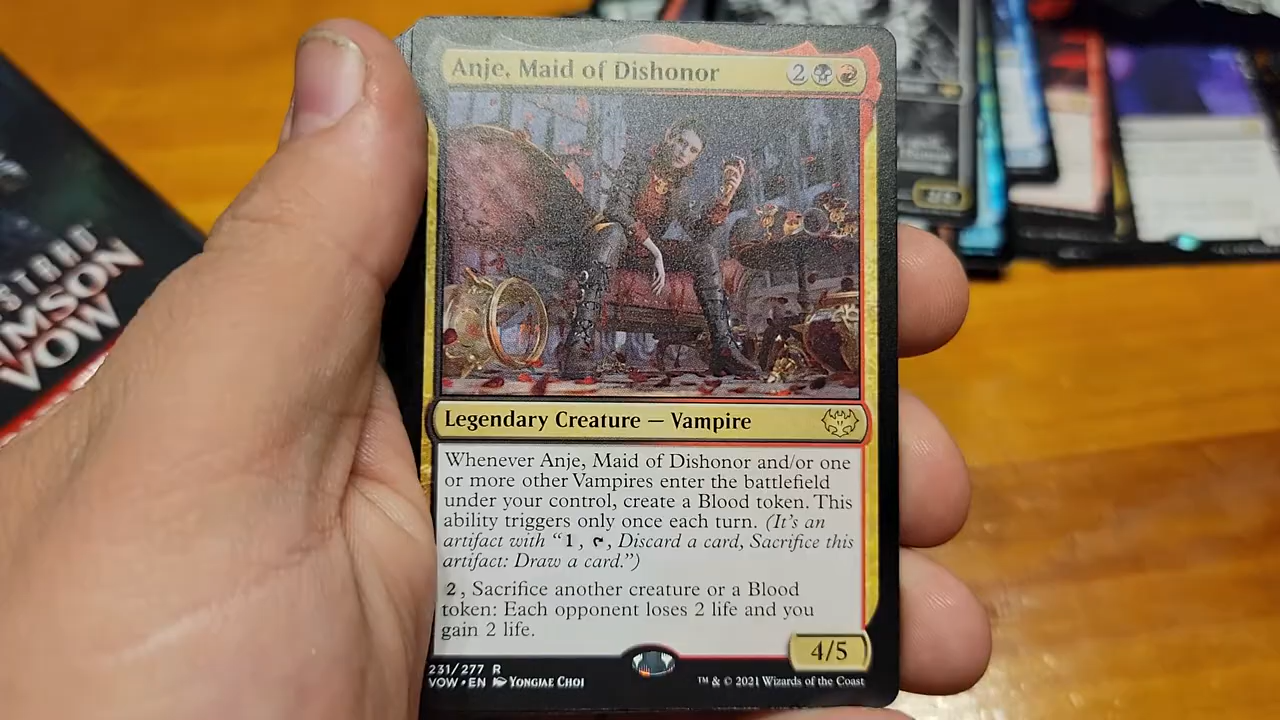 Anje, Maid of Dishonor 2
Legendary Creature — Vampire
Whenever Anje, Maid of Dishonor and/or one
or more other Vampires enter the battlefield
under your control, create a Blood token. This
ability triggers only once each turn. (It's an
artifact with “1, , Discard a card, Sacrifice this
artifact: Draw a card.”)
2, Sacrifice another creature or a Blood
token: Each opponent loses 2 life and you
gain 2 life.
4/5
231/277 R
VOW • EN Yongjae Choi
™ & © 2021 Wizards of the Coast
VOW